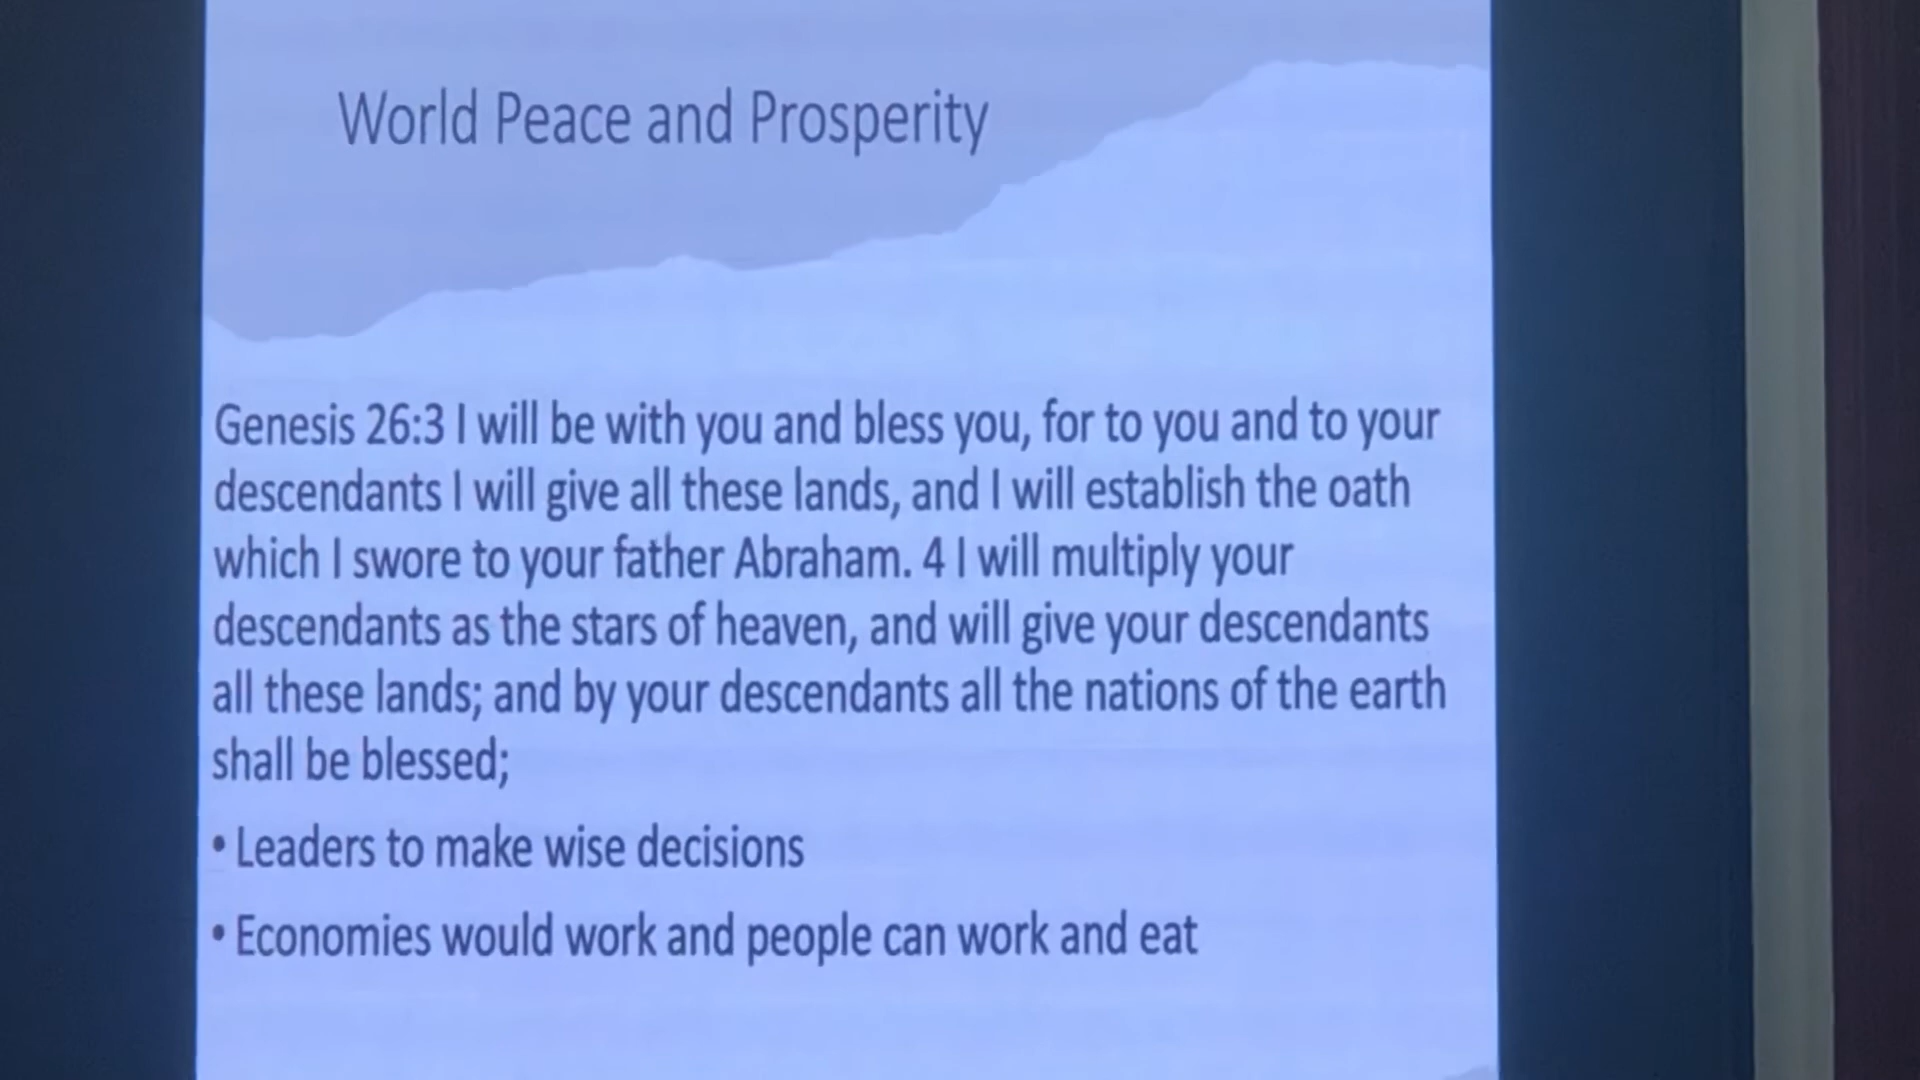 World Peace and Prosperity
Genesis 26:3 I will be with you and bless you, for to you and to your
descendants I will give all these lands, and I will establish the oath
which I swore to your father Abraham. 4 I will multiply your
descendants as the stars of heaven, and will give your descendants
all these lands; and by your descendants all the nations of the earth
shall be blessed;
• Leaders to make wise decisions
• Economies would work and people can work and eat